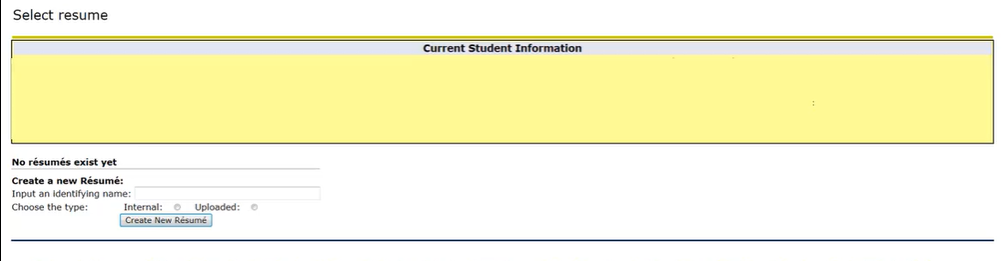 Select resume
Current Student Information
No résumés exist yet
Create a new Résumé:
Input an identifying name:
Choose the type: Internal: Uploaded:
Create New Résumé